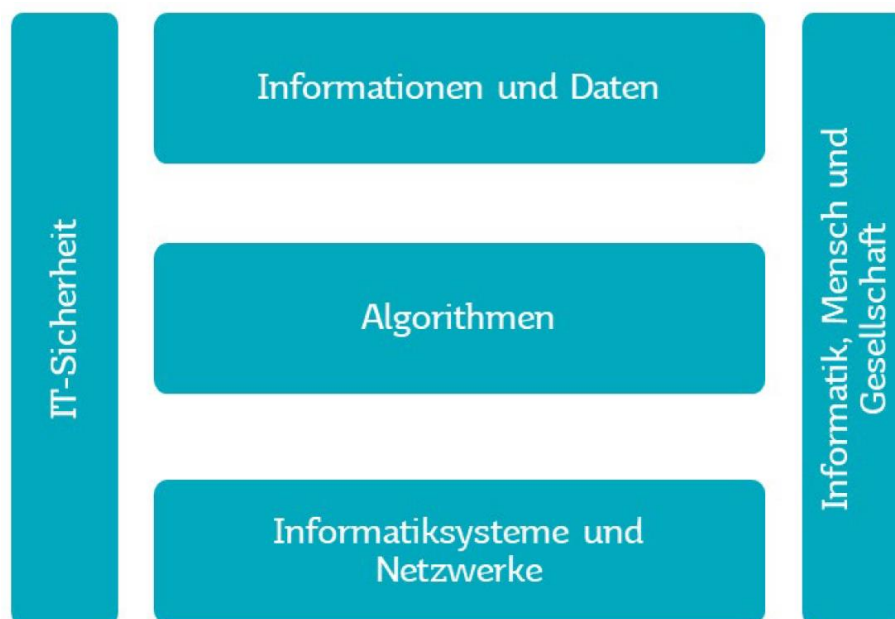 IT-Sicherheit
Informationen und Daten
Algorithmen
Informatiksysteme und
Netzwerke
Informatik, Mensch und
Gesellschaft